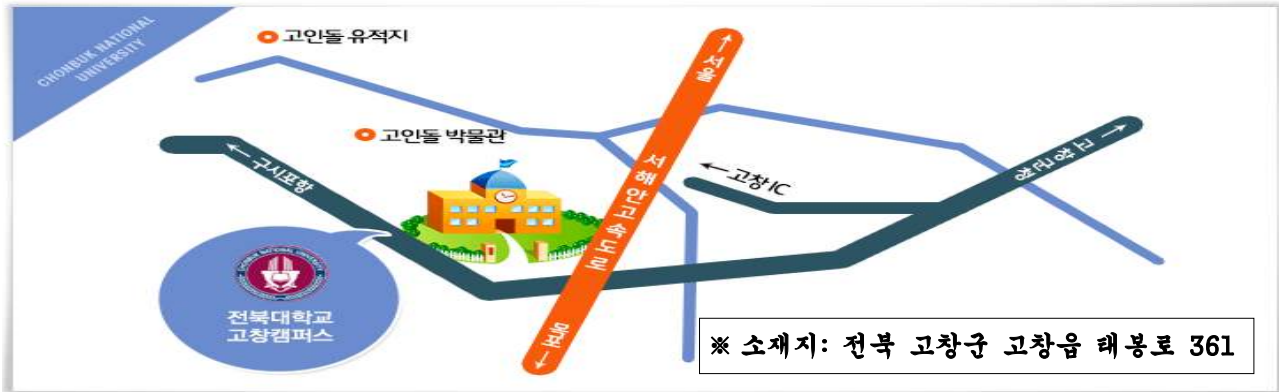 CHONBUK NATIONAL
UNIVERSITY
고인돌 유적지
← 서울
고인돌 박물관
← 구시포항
서해안고속도로
← 고창IC
고창군청 →
전북대학교
고창캠퍼스
목포 →
※ 소재지: 전북 고창군 고창읍 태봉로 361